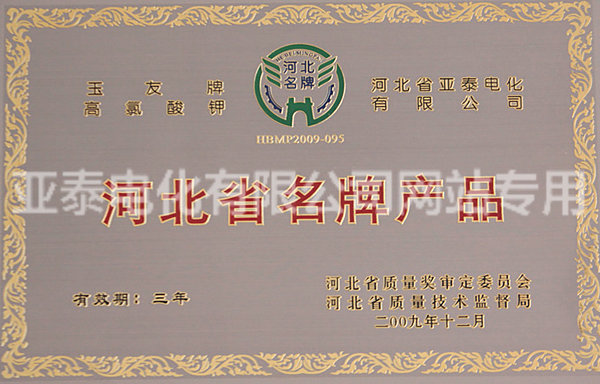 玉友牌
高氯酸钾
HEBEI MINGPAI
河北
名牌
HBMP2009-095
河北省亚泰电化
有限公司
亚泰电化有限公司网站专用
河北省名牌产品
有效期：三年
河北省质量奖审定委员会
河北省质量技术监督局
二00九年十二月